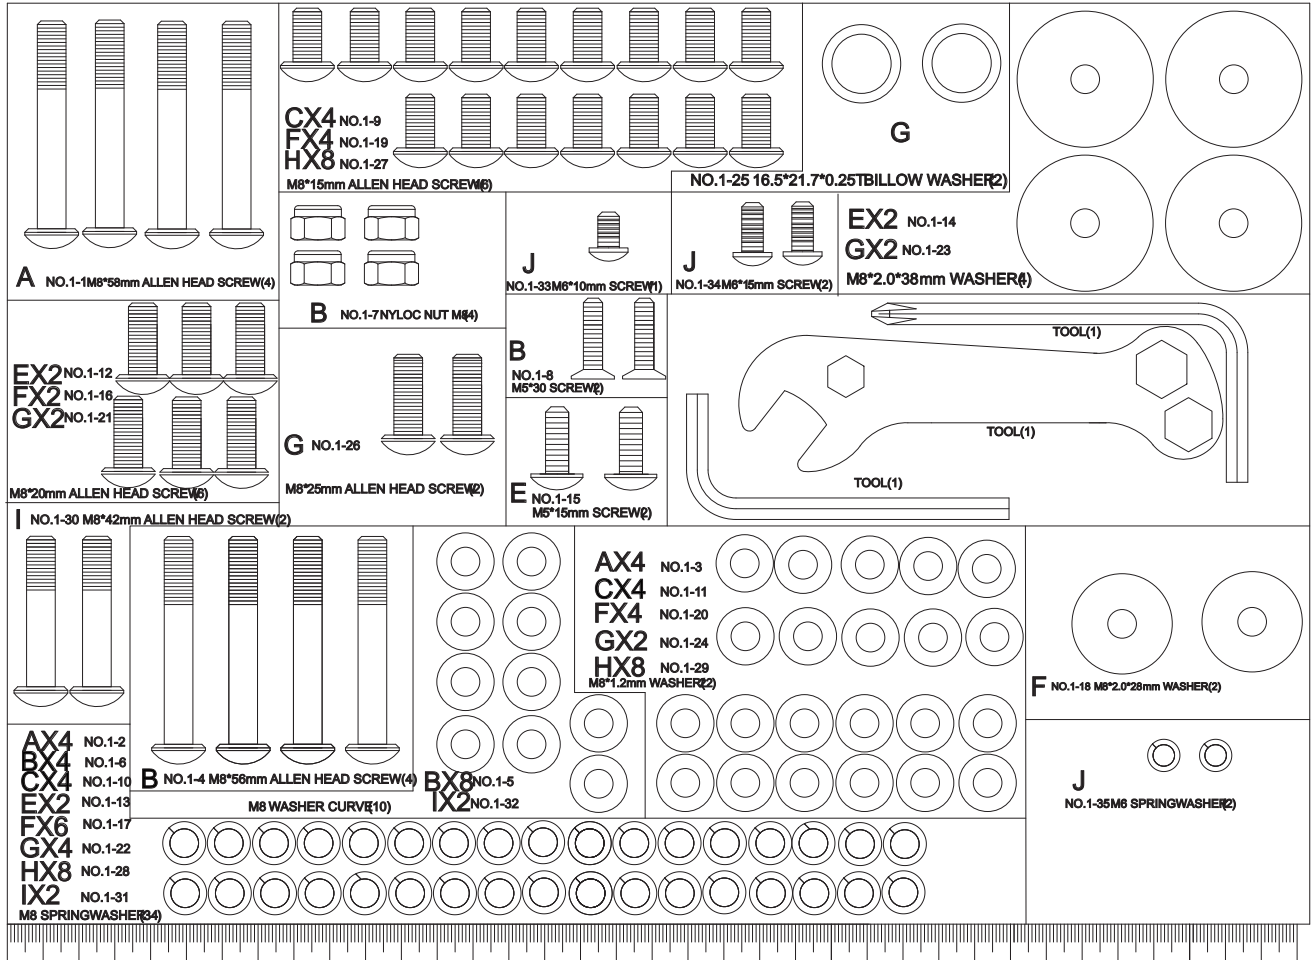 A NO.1-1M8*58mm ALLEN HEAD SCREW(4)
CX4 NO.1-9
FX4 NO.1-19
HX8 NO.1-27
M8*15mm ALLEN HEAD SCREW(16)
G
NO.1-25 16.5*21.7*0.25TBILLOW WASHER(2)
EX2 NO.1-14
GX2 NO.1-23
M8*2.0*38mm WASHER(4)
B NO.1-7 NYLOC NUT M8(4)
J
NO.1-33M6*10mm SCREW(1)
J
NO.1-34M6*15mm SCREW(2)
EX2 NO.1-12
FX2 NO.1-16
GX2 NO.1-21
M8*20mm ALLEN HEAD SCREW(6)
G NO.1-26
M8*25mm ALLEN HEAD SCREW(2)
B
NO.1-8
M5*30 SCREW(2)
E NO.1-15
M5*15mm SCREW(2)
TOOL(1)
TOOL(1)
TOOL(1)
I NO.1-30 M8*42mm ALLEN HEAD SCREW(2)
B NO.1-4 M8*56mm ALLEN HEAD SCREW(4)
BX8 NO.1-5
IX2 NO.1-32
M8 WASHER CURVE(10)
AX4 NO.1-3
CX4 NO.1-11
FX4 NO.1-20
GX2 NO.1-24
HX8 NO.1-29
M8*1.2mm WASHER(22)
F NO.1-18 M8*2.0*28mm WASHER(2)
J
NO.1-35M6 SPRINGWASHER(2)
AX4 NO.1-2
BX4 NO.1-6
CX4 NO.1-10
EX2 NO.1-13
FX6 NO.1-17
GX4 NO.1-22
HX8 NO.1-28
IX2 NO.1-31
M8 SPRINGWASHER(34)